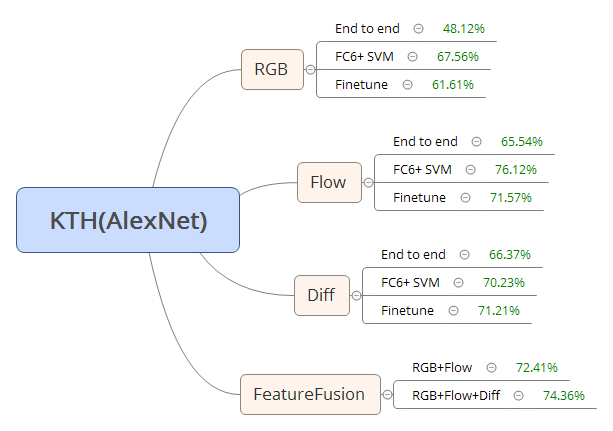 KTH(AlexNet)
RGB
End to end 48.12%
FC6+ SVM 67.56%
Finetune 61.61%
Flow
End to end 65.54%
FC6+ SVM 76.12%
Finetune 71.57%
Diff
End to end 66.37%
FC6+ SVM 70.23%
Finetune 71.21%
FeatureFusion
RGB+Flow 72.41%
RGB+Flow+Diff 74.36%